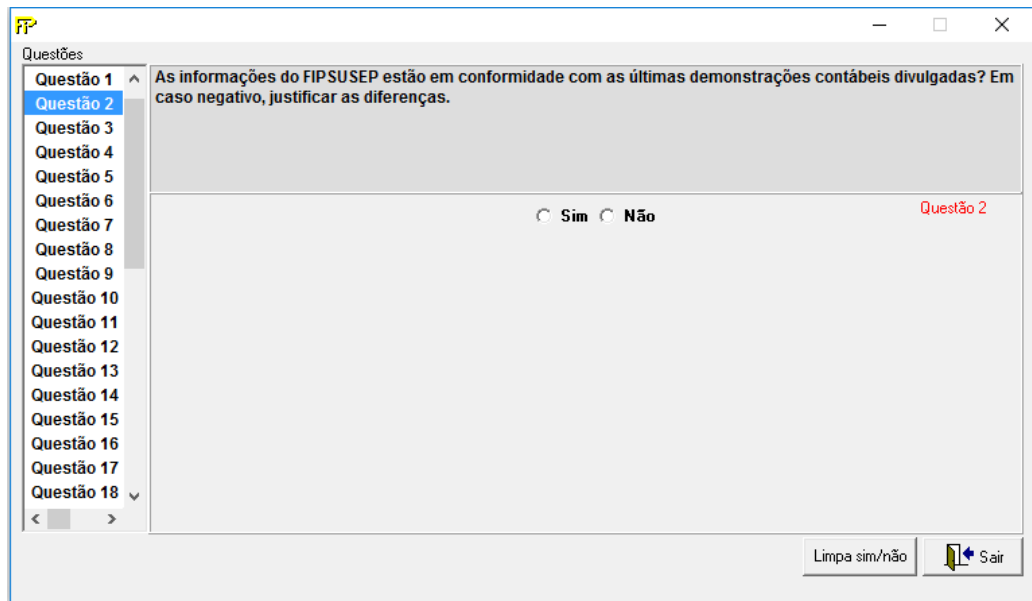 FIP
Questões
Questão 1
Questão 2
Questão 3
Questão 4
Questão 5
Questão 6
Questão 7
Questão 8
Questão 9
Questão 10
Questão 11
Questão 12
Questão 13
Questão 14
Questão 15
Questão 16
Questão 17
Questão 18
As informações do FIPSUSEP estão em conformidade com as últimas demonstrações contábeis divulgadas? Em
caso negativo, justificar as diferenças.
Sim Não
Questão 2
Limpa sim/não
Sair